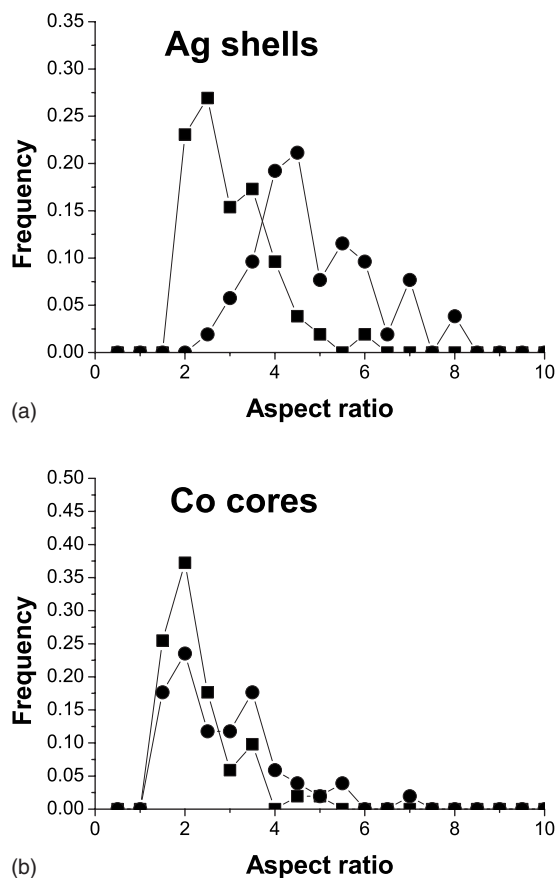 Ag shells
0.35
0.30
0.25
0.20
0.15
0.10
0.05
0.00
Frequency
0 2 4 6 8 10
Aspect ratio
(a)
Co cores
0.50
0.45
0.40
0.35
0.30
0.25
0.20
0.15
0.10
0.05
0.00
Frequency
0 2 4 6 8 10
Aspect ratio
(b)